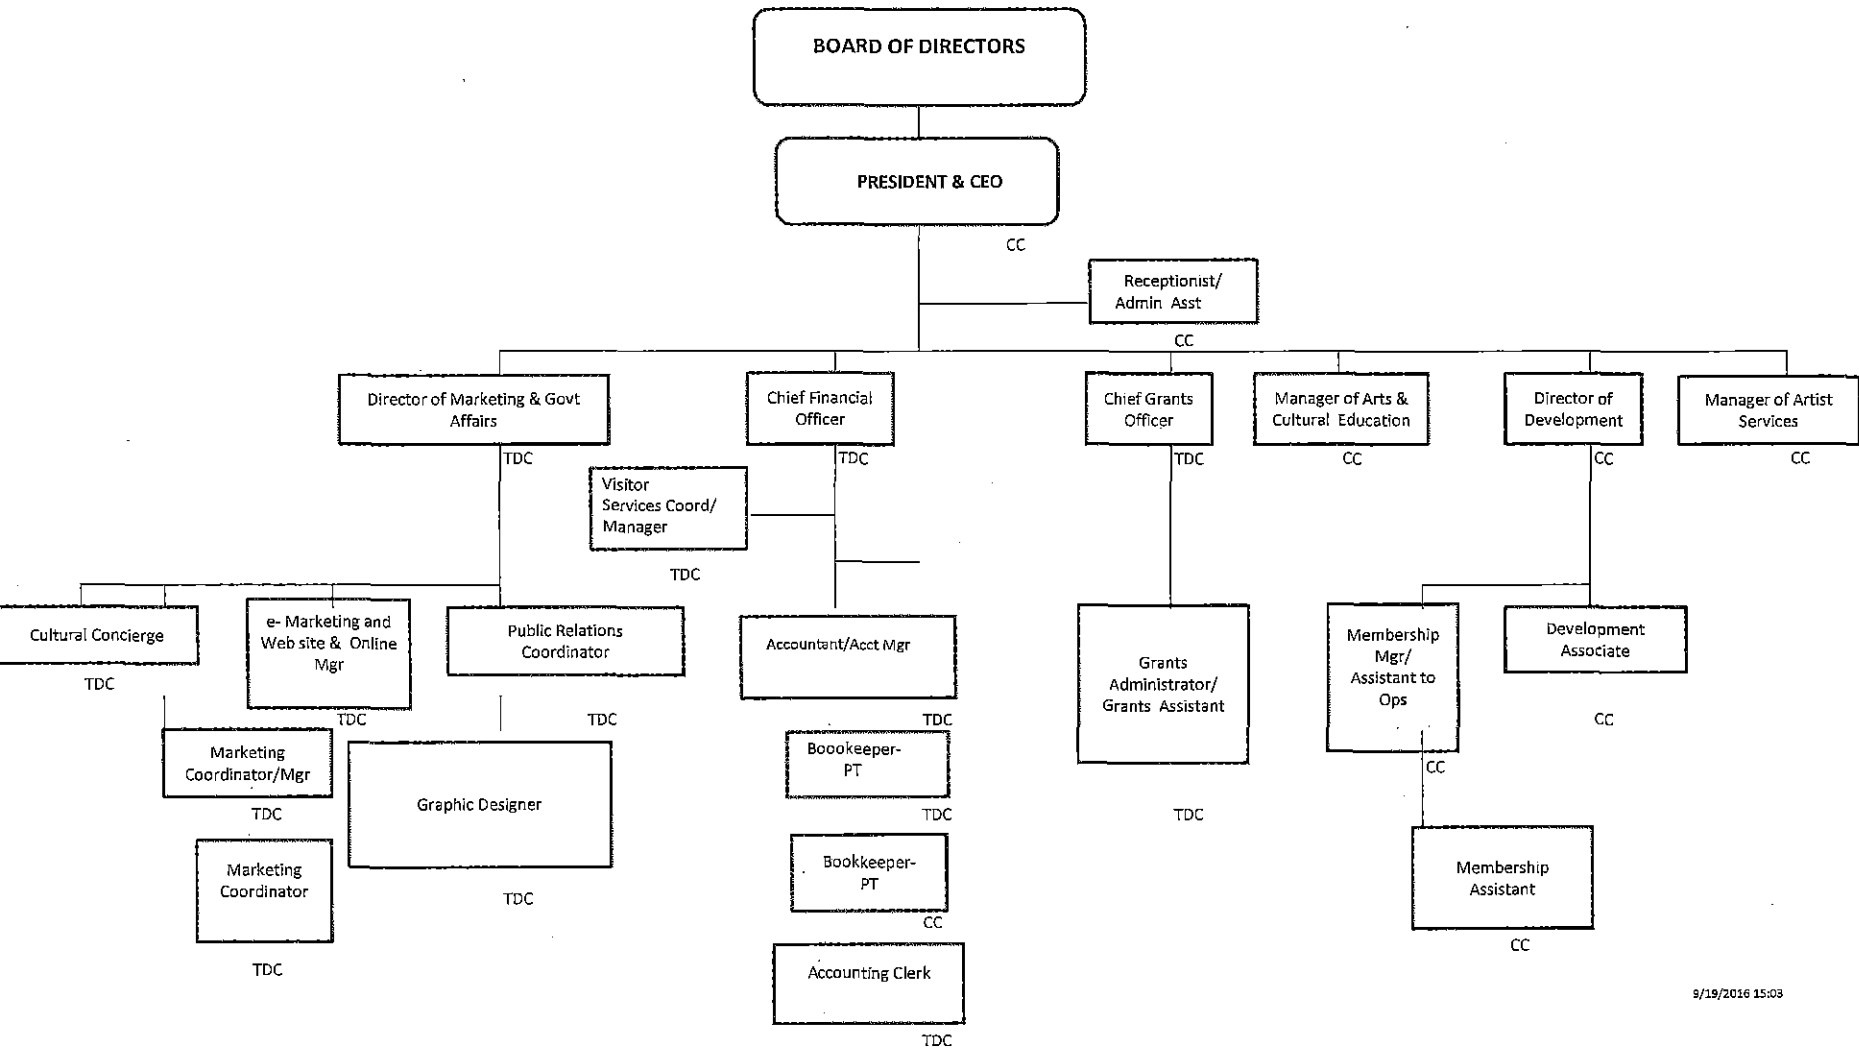 BOARD OF DIRECTORS
PRESIDENT & CEO
CC
Receptionist/
Admin Asst
CC
Director of Marketing & Govt
Affairs
TDC
Chief Financial
Officer
TDC
Chief Grants
Officer
TDC
Manager of Arts &
Cultural Education
CC
Director of
Development
CC
Manager of Artist
Services
CC
Visitor
Services Coord/
Manager
TDC
Cultural Concierge
TDC
e- Marketing and
Web site & Online
Mgr
TDC
Public Relations
Coordinator
TDC
Accountant/Acct Mgr
TDC
Grants
Administrator/
Grants Assistant
TDC
Membership
Mgr/
Assistant to
Ops
CC
Development
Associate
CC
Marketing
Coordinator/Mgr
TDC
Graphic Designer
TDC
Boookeeper-
PT
TDC
Marketing
Coordinator
TDC
Bookkeeper-
PT
CC
Membership
Assistant
CC
Accounting Clerk
TDC
9/19/2016 15:03